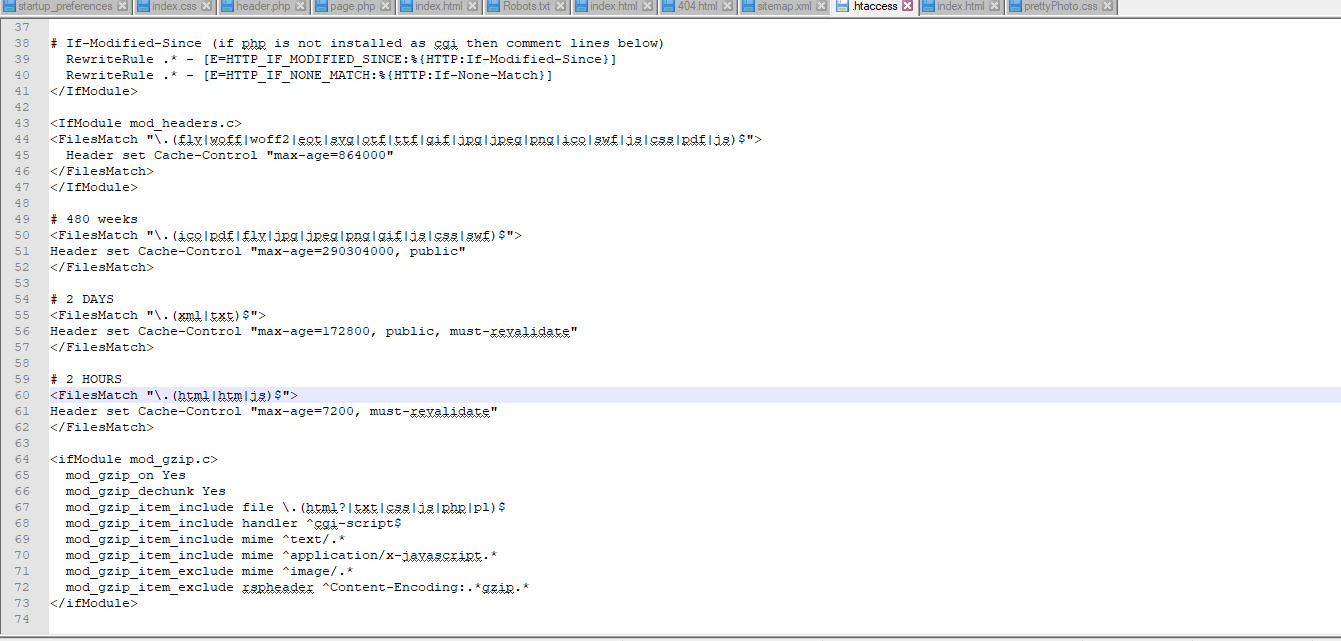 startup_preferences index.css header.php page.php index.html Robots.txt index.html 404.html sitemap.xml .htaccess index.html prettyPhoto.css
37
38 # If-Modified-Since (if php is not installed as cgi then comment lines below)
39 RewriteRule .* - [E=HTTP_IF_MODIFIED_SINCE:%{HTTP:If-Modified-Since}]
40 RewriteRule .* - [E=HTTP_IF_NONE_MATCH:%{HTTP:If-None-Match}]
41 </IfModule>
42
43 <IfModule mod_headers.c>
44 <FilesMatch "\.(flv|woff|woff2|eot|svg|otf|ttf|gif|jpg|jpeg|png|ico|swf|js|css|pdf|js)$">
45 Header set Cache-Control "max-age=864000"
46 </FilesMatch>
47 </IfModule>
48
49 # 480 weeks
50 <FilesMatch "\.(ico|pdf|flv|jpg|jpeg|png|gif|js|css|swf)$">
51 Header set Cache-Control "max-age=290304000, public"
52 </FilesMatch>
53
54 # 2 DAYS
55 <FilesMatch "\.(xml|txt)$">
56 Header set Cache-Control "max-age=172800, public, must-revalidate"
57 </FilesMatch>
58
59 # 2 HOURS
60 <FilesMatch "\.(html|htm|js)$">
61 Header set Cache-Control "max-age=7200, must-revalidate"
62 </FilesMatch>
63
64 <ifModule mod_gzip.c>
65 mod_gzip_on Yes
66 mod_gzip_dechunk Yes
67 mod_gzip_item_include file \.(html?|txt|css|js|php|pl)$
68 mod_gzip_item_include handler ^cgi-script$
69 mod_gzip_item_include mime ^text/.*
70 mod_gzip_item_include mime ^application/x-javascript.*
71 mod_gzip_item_exclude mime ^image/.*
72 mod_gzip_item_exclude rspheader ^Content-Encoding:.*gzip.*
73 </ifModule>
74